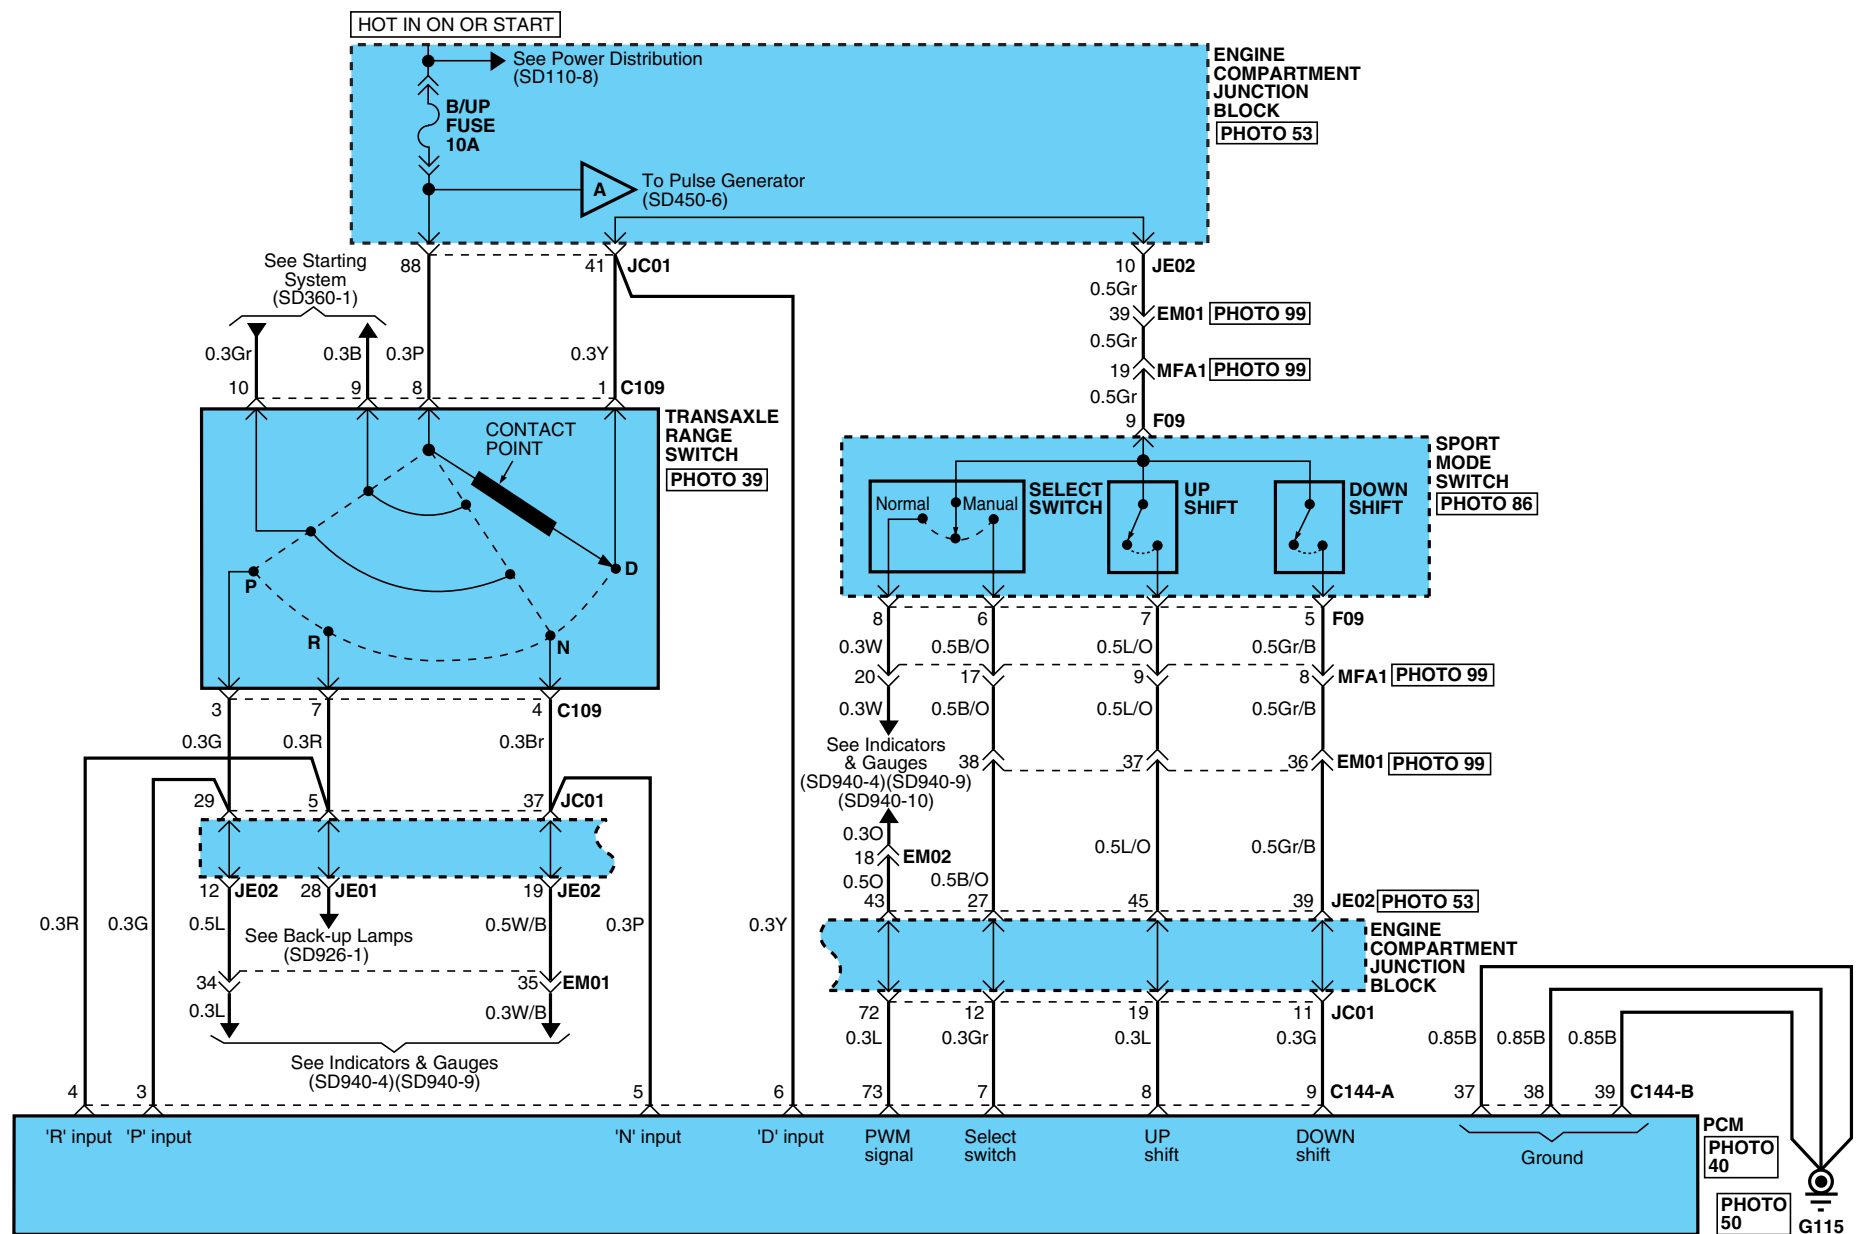 HOT IN ON OR START
See Power Distribution
(SD110-8)
B/UP
FUSE
10A
A
To Pulse Generator
(SD450-6)
ENGINE
COMPARTMENT
JUNCTION
BLOCK
PHOTO 53
88
41
JC01
10
JE02
See Starting
System
(SD360-1)
0.5Gr
39
EM01
PHOTO 99
0.5Gr
0.3Gr
0.3B
0.3P
0.3Y
19
MFA1
PHOTO 99
0.5Gr
10
9
8
1
C109
9
F09
TRANSAXLE
RANGE
SWITCH
PHOTO 39
CONTACT
POINT
P
R
N
D
SPORT
MODE
SWITCH
PHOTO 86
Normal
Manual
SELECT
SWITCH
UP
SHIFT
DOWN
SHIFT
8
6
7
5
F09
0.3W
0.5B/O
0.5L/O
0.5Gr/B
20
17
9
8
MFA1
PHOTO 99
0.3W
0.5B/O
0.5L/O
0.5Gr/B
3
7
4
C109
0.3G
0.3R
0.3Br
See Indicators
& Gauges
(SD940-4)(SD940-9)
(SD940-10)
38
37
36
EM01
PHOTO 99
29
5
37
JC01
0.3O
18
EM02
0.5O
0.5B/O
0.5L/O
0.5Gr/B
12
JE02
28
JE01
19
JE02
43
27
45
39
JE02
PHOTO 53
0.3R
0.3G
0.5L
0.5W/B
0.3P
0.3Y
See Back-up Lamps
(SD926-1)
ENGINE
COMPARTMENT
JUNCTION
BLOCK
34
35
EM01
0.3L
0.3W/B
72
12
19
11
JC01
0.3L
0.3Gr
0.3L
0.3G
0.85B
0.85B
0.85B
See Indicators & Gauges
(SD940-4)(SD940-9)
4
3
5
6
73
7
8
9
C144-A
37
38
39
C144-B
'R' input
'P' input
'N' input
'D' input
PWM
signal
Select
switch
UP
shift
DOWN
shift
Ground
PCM
PHOTO
40
PHOTO
50
G115